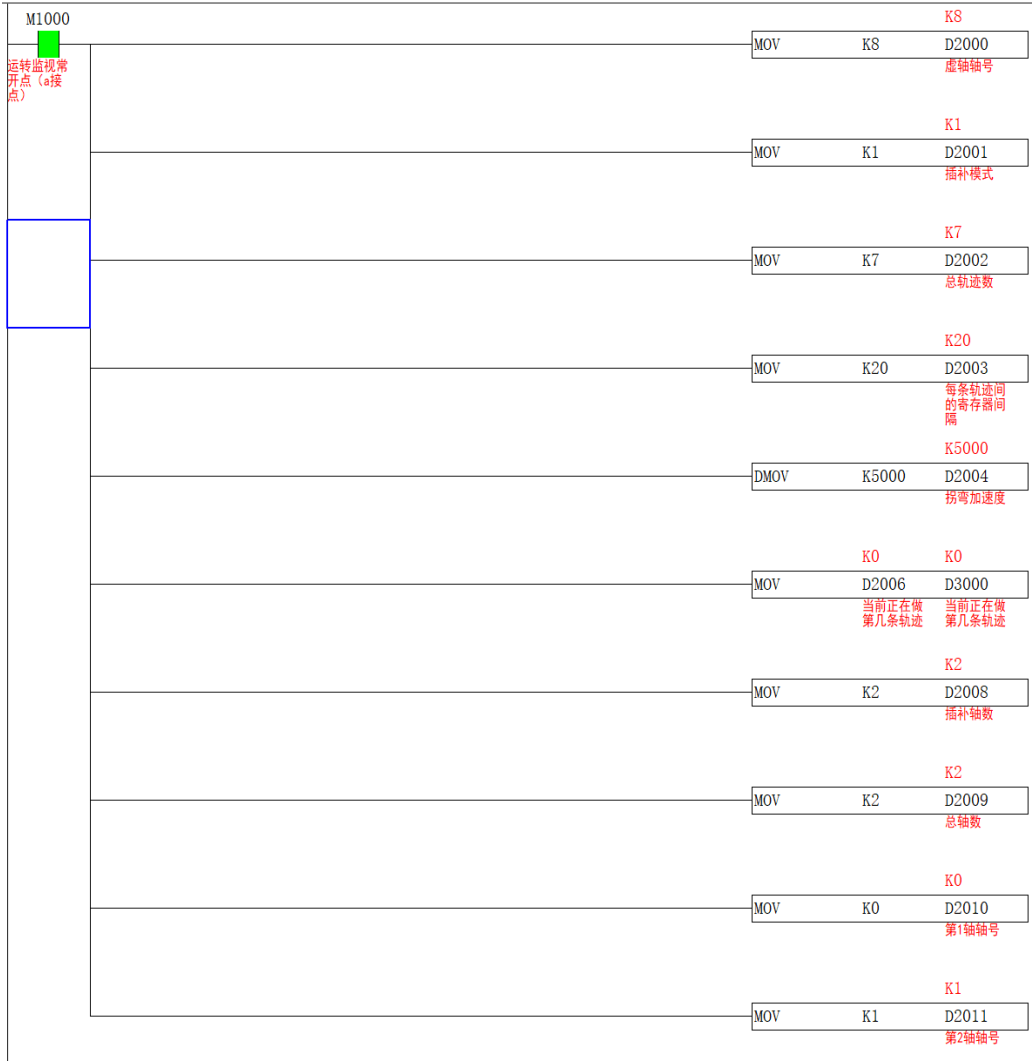 M1000
运转监视常
开点（a接
点）
K8
MOV K8 D2000
虚轴轴号
K1
MOV K1 D2001
插补模式
K7
MOV K7 D2002
总轨迹数
K20
MOV K20 D2003
每条轨迹间
的寄存器间
隔
K5000
DMOV K5000 D2004
拐弯加速度
K0 K0
MOV D2006 D3000
当前正在做 当前正在做
第几条轨迹 第几条轨迹
K2
MOV K2 D2008
插补轴数
K2
MOV K2 D2009
总轴数
K0
MOV K0 D2010
第1轴轴号
K1
MOV K1 D2011
第2轴轴号